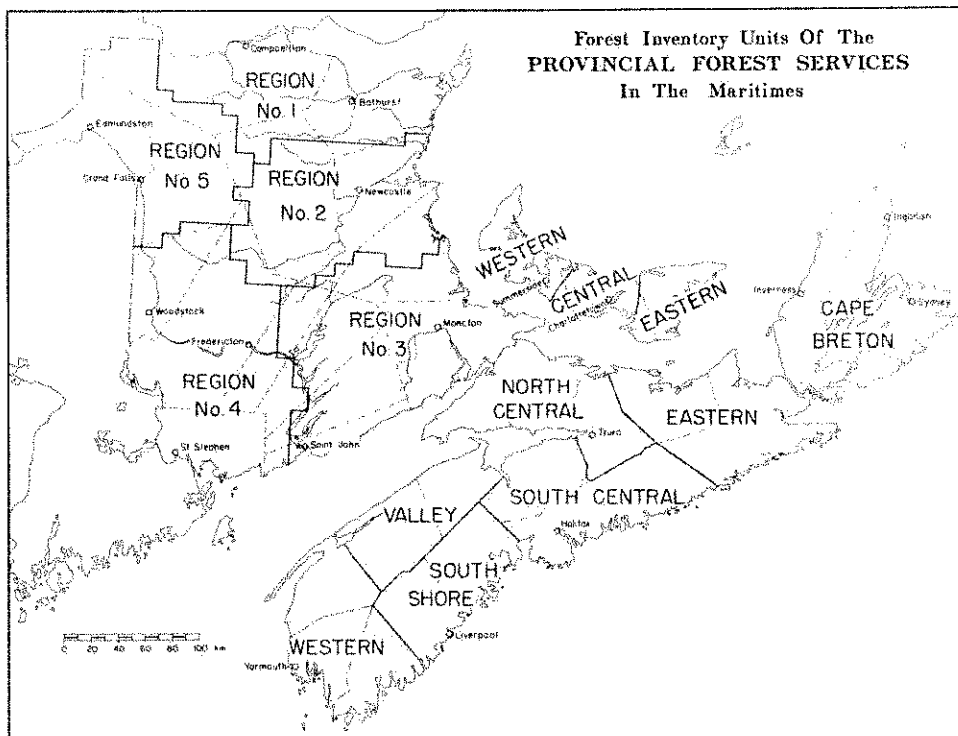 Forest Inventory Units Of The
PROVINCIAL FOREST SERVICES
In The Maritimes
Campbellton
REGION
No. 1
Bathurst
Edmundston
REGION
No 5
Grand Falls
REGION
No. 2
Newcastle
Ingonish
WESTERN
Summerside
CENTRAL
Charlottetown
EASTERN
Inverness
Sydney
CAPE
BRETON
Woodstock
REGION
No. 3
Moncton
Fredericton
REGION
No. 4
NORTH
CENTRAL
EASTERN
Truro
St Stephen
Saint John
SOUTH CENTRAL
VALLEY
Halifax
SOUTH
SHORE
Liverpool
WESTERN
Yarmouth
0 20 40 60 80 100 km